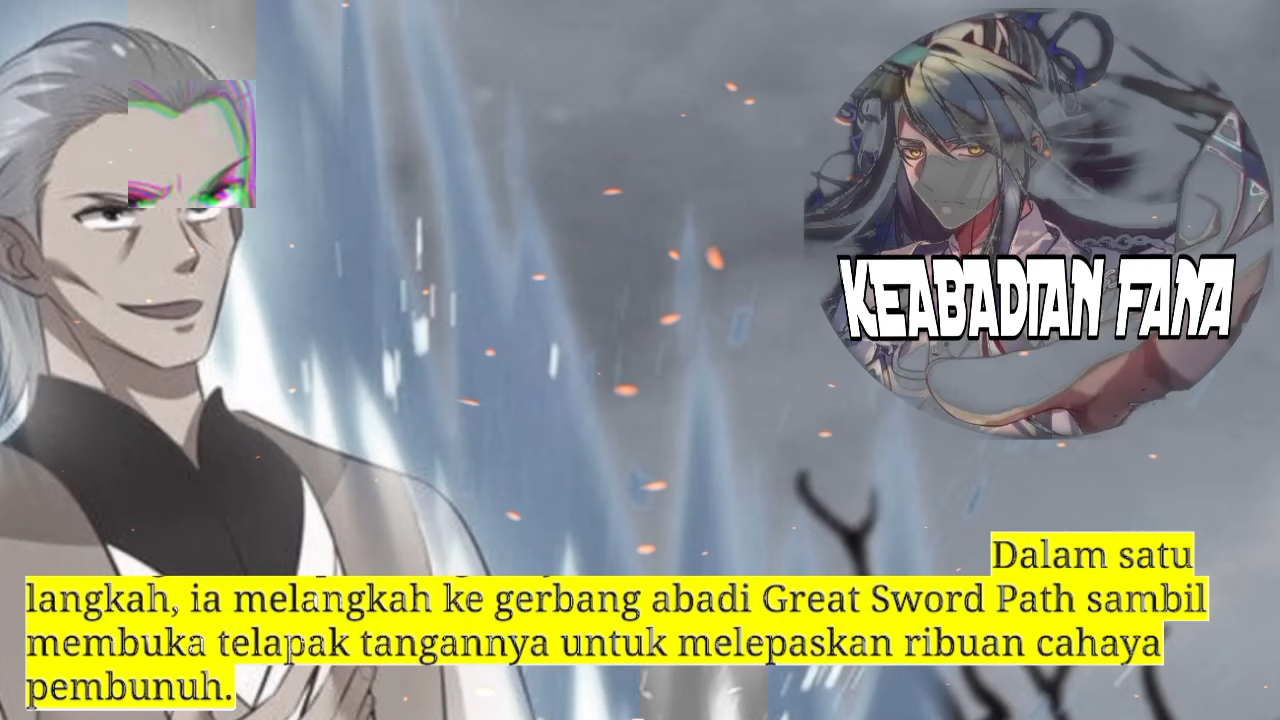 KEABADIAN FANA
Dalam satu
langkah, ia melangkah ke gerbang abadi Great Sword Path sambil
membuka telapak tangannya untuk melepaskan ribuan cahaya
pembunuh.